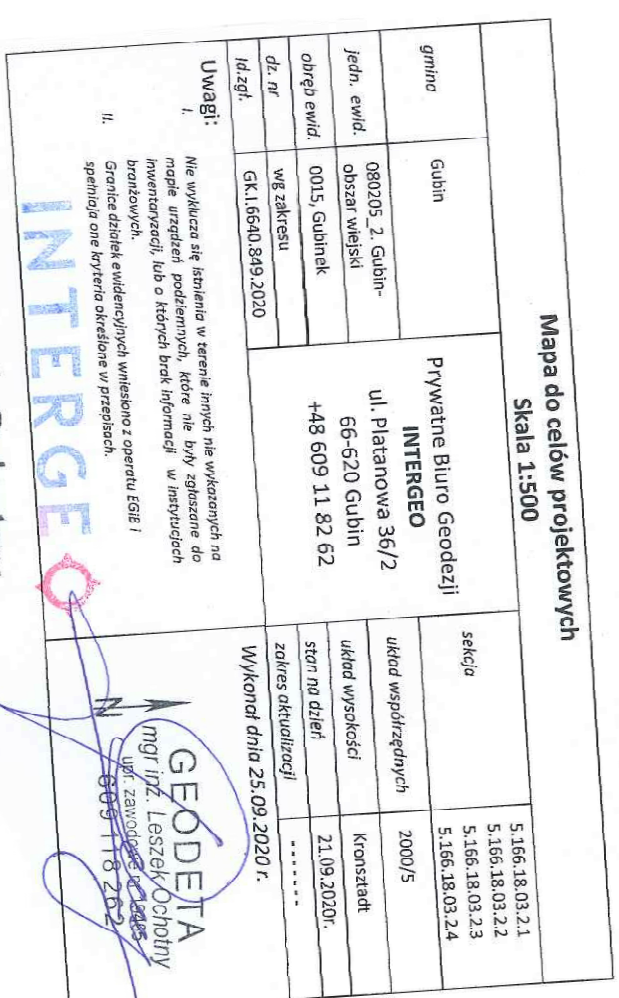 Mapa do celów projektowych
Skala 1:500
gmina
Gubin
jedn. ewid.
080205_2. Gubin-
obszar wiejski
obręb ewid.
0015, Gubinek
dz. nr
wg zakresu
Id.zgł.
GK.I.6640.849.2020
Prywatne Biuro Geodezji
INTERGEO
ul. Platanowa 36/2
66-620 Gubin
+48 609 11 82 62
sekcja
5.166.18.03.2.1
5.166.18.03.2.2
5.166.18.03.2.3
5.166.18.03.2.4
układ współrzędnych
2000/5
układ wysokości
Kronsztadt
stan na dzień
21.09.2020r.
zakres aktualizacji
-------
Uwagi:
I. Nie wyklucza się istnienia w terenie innych nie wykazanych na
mapie urządzeń podziemnych, które nie były zgłaszane do
inwentaryzacji, lub o których brak informacji w instytucjach
branżowych.
II. Granice działek ewidencyjnych wniesiono z operatu EGiB i
spełniają one kryteria określone w przepisach.
Wykonał dnia 25.09.2020 r.
INTERGEO
N
GEODETA
mgr inż. Leszek Ochotny
upr. zawodowe nr
609 118 262